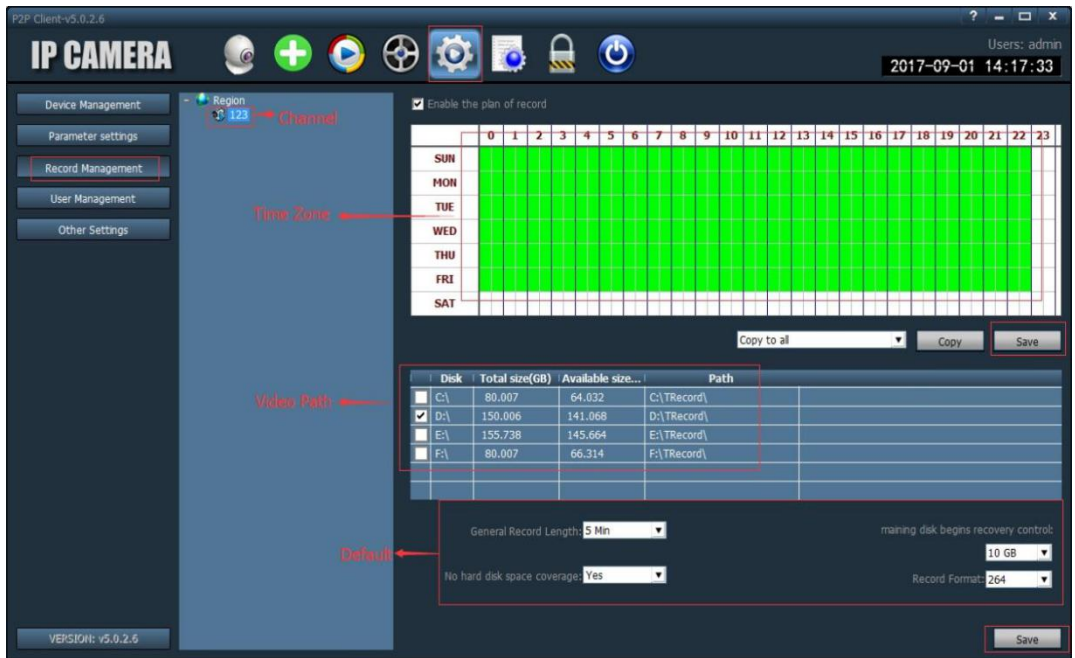 P2P Client-v5.0.2.6
IP CAMERA
Users: admin
2017-09-01 14:17:33
Device Management
Parameter settings
Record Management
User Management
Other Settings
Region
123
Channel
Enable the plan of record
0 1 2 3 4 5 6 7 8 9 10 11 12 13 14 15 16 17 18 19 20 21 22 23
SUN
MON
TUE
WED
THU
FRI
SAT
Time Zone
Copy to all
Copy
Save
Video Path
Disk Total size(GB) Available size... Path
C:\ 80.007 64.032 C:\TRecord\
D:\ 150.006 141.068 D:\TRecord\
E:\ 155.738 145.664 E:\TRecord\
F:\ 80.007 66.314 F:\TRecord\
Default
General Record Length: 5 Min
maining disk begins recovery control:
10 GB
No hard disk space coverage: Yes
Record Format: 264
VERSION: v5.0.2.6
Save